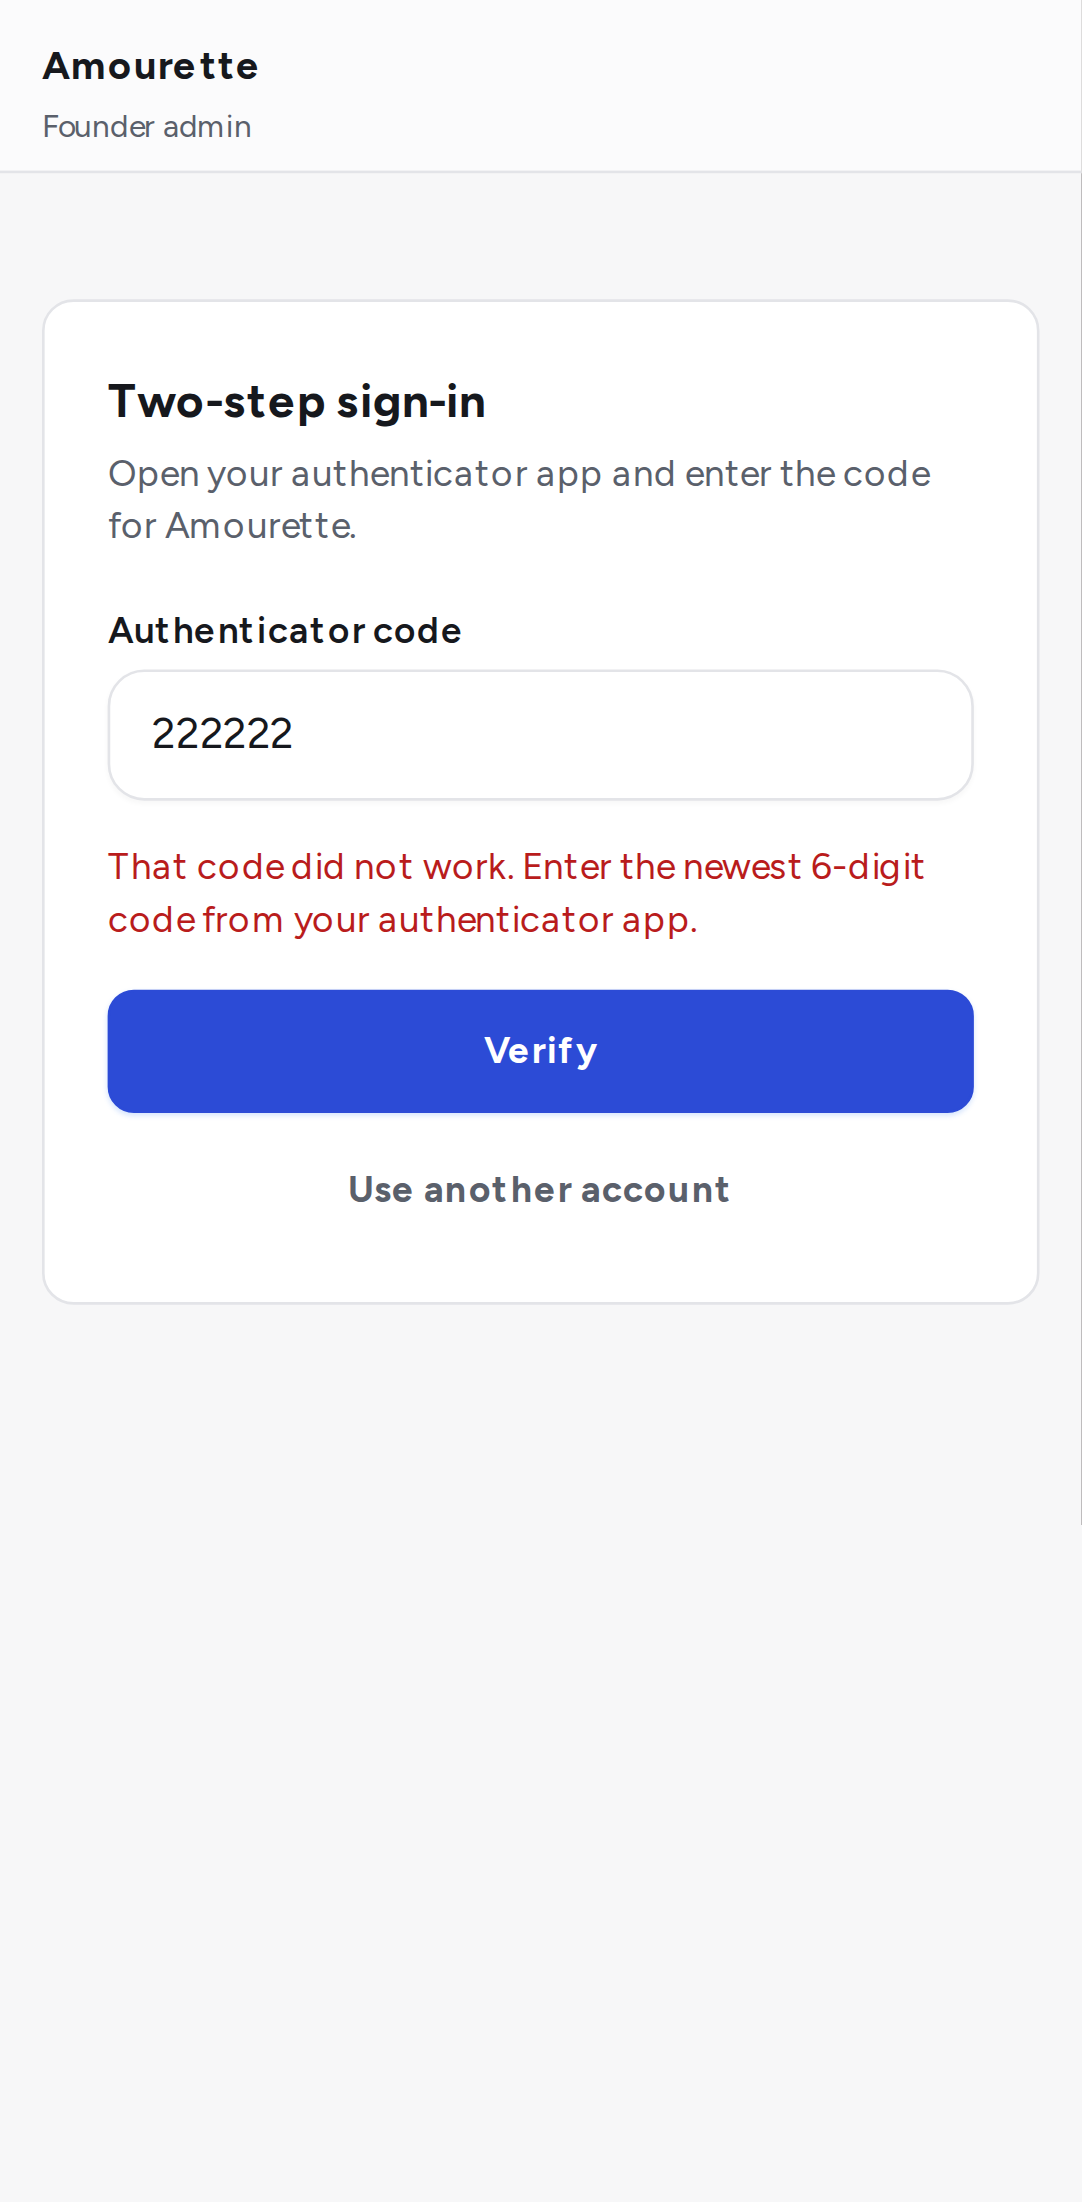 Amourette
Founder admin
Two-step sign-in
Open your authenticator app and enter the code
for Amourette.
Authenticator code
222222
That code did not work. Enter the newest 6-digit
code from your authenticator app.
Verify
Use another account